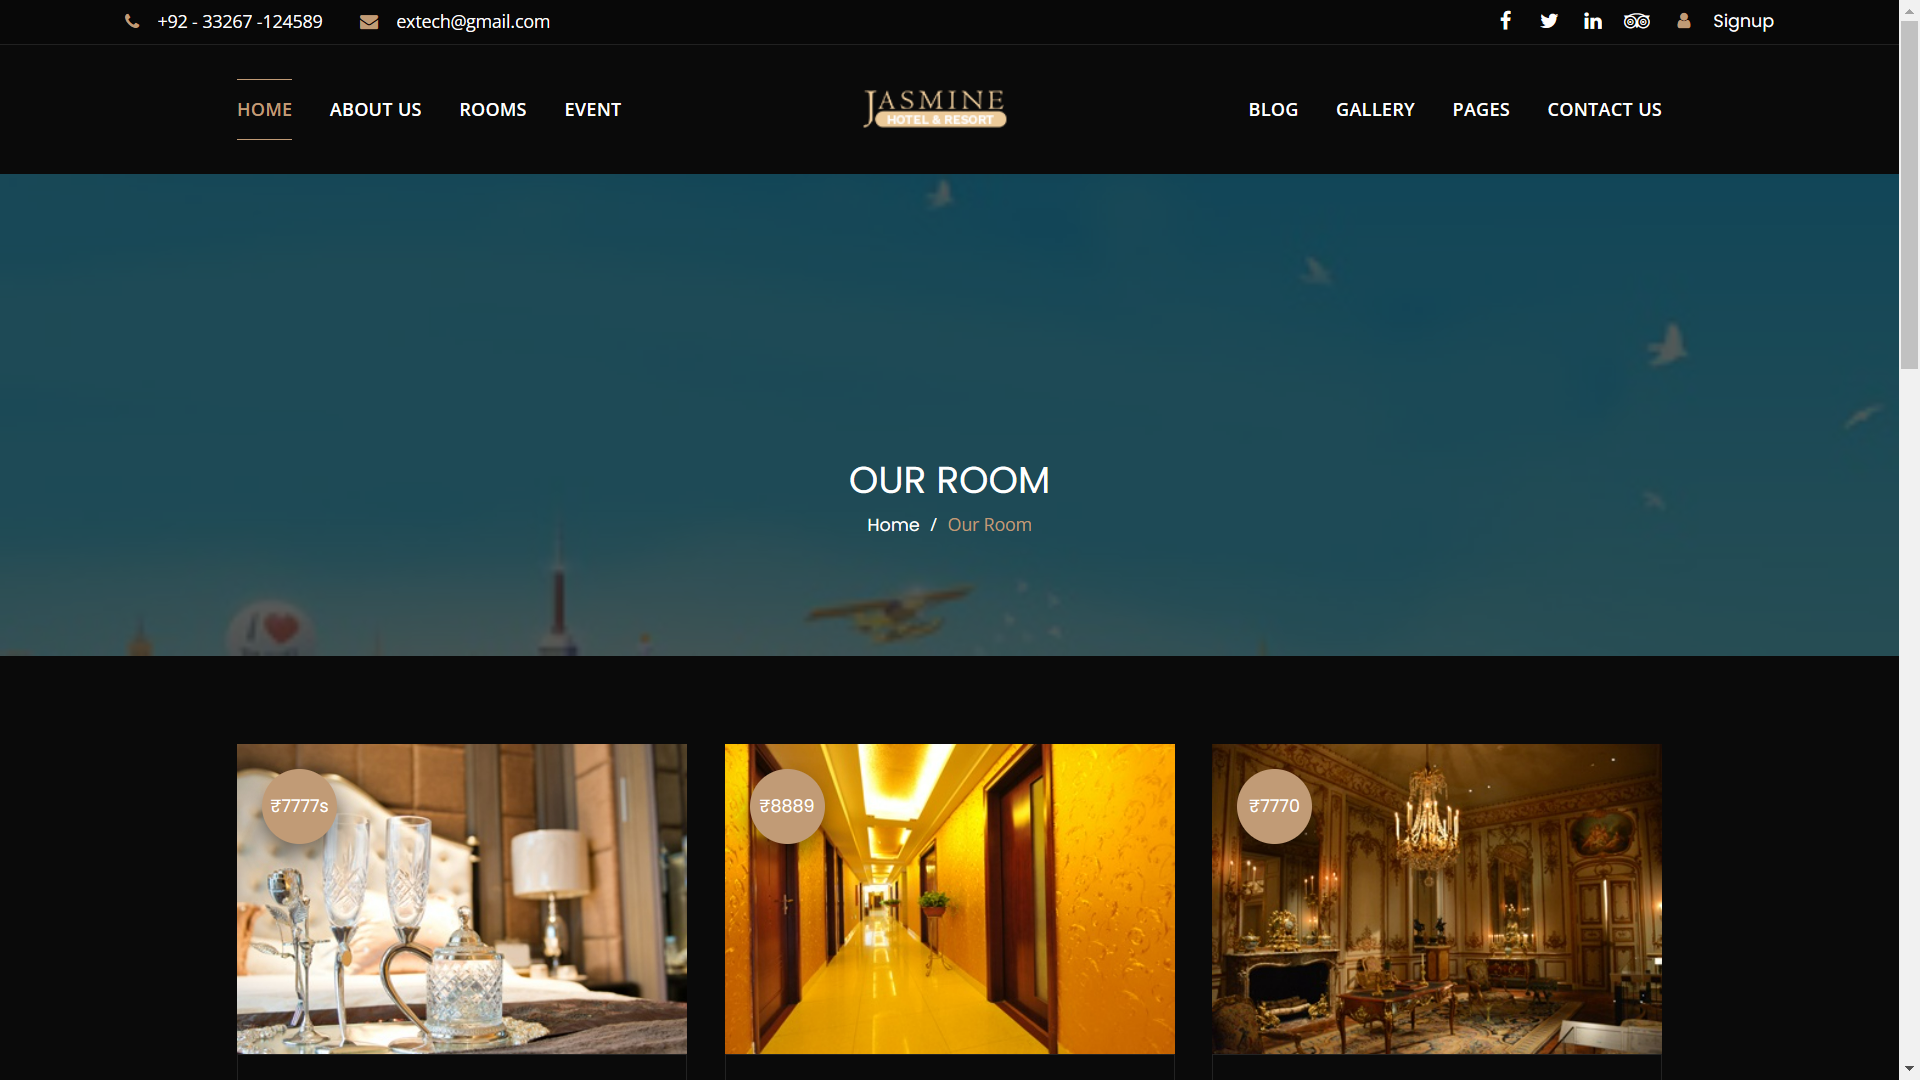 +92 - 33267 -124589 extech@gmail.com Signup
HOME ABOUT US ROOMS EVENT
JASMINE
HOTEL & RESORT
BLOG GALLERY PAGES CONTACT US
OUR ROOM
Home / Our Room
I
₹7777s
₹8889
₹7770